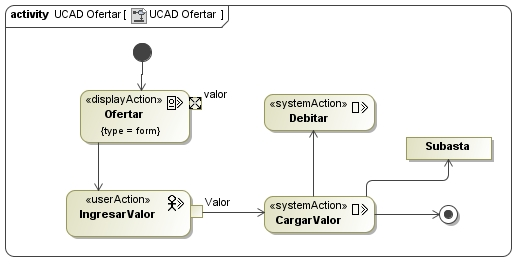 activity UCAD Ofertar [ UCAD Ofertar ]
«displayAction»
Ofertar
{type = form}
valor
«systemAction»
Debitar
Subasta
«userAction»
IngresarValor
Valor
«systemAction»
CargarValor